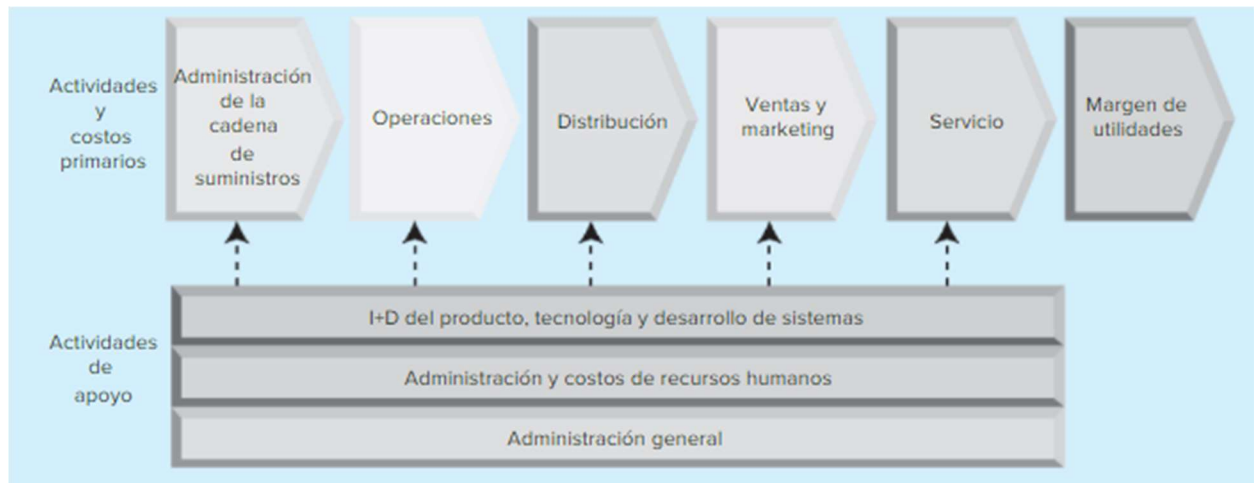 Actividades
y
costos
primarios
Administración
de la
cadena
de
suministros
Operaciones
Distribución
Ventas y
marketing
Servicio
Margen de
utilidades
Actividades
de
apoyo
I+D del producto, tecnología y desarrollo de sistemas
Administración y costos de recursos humanos
Administración general